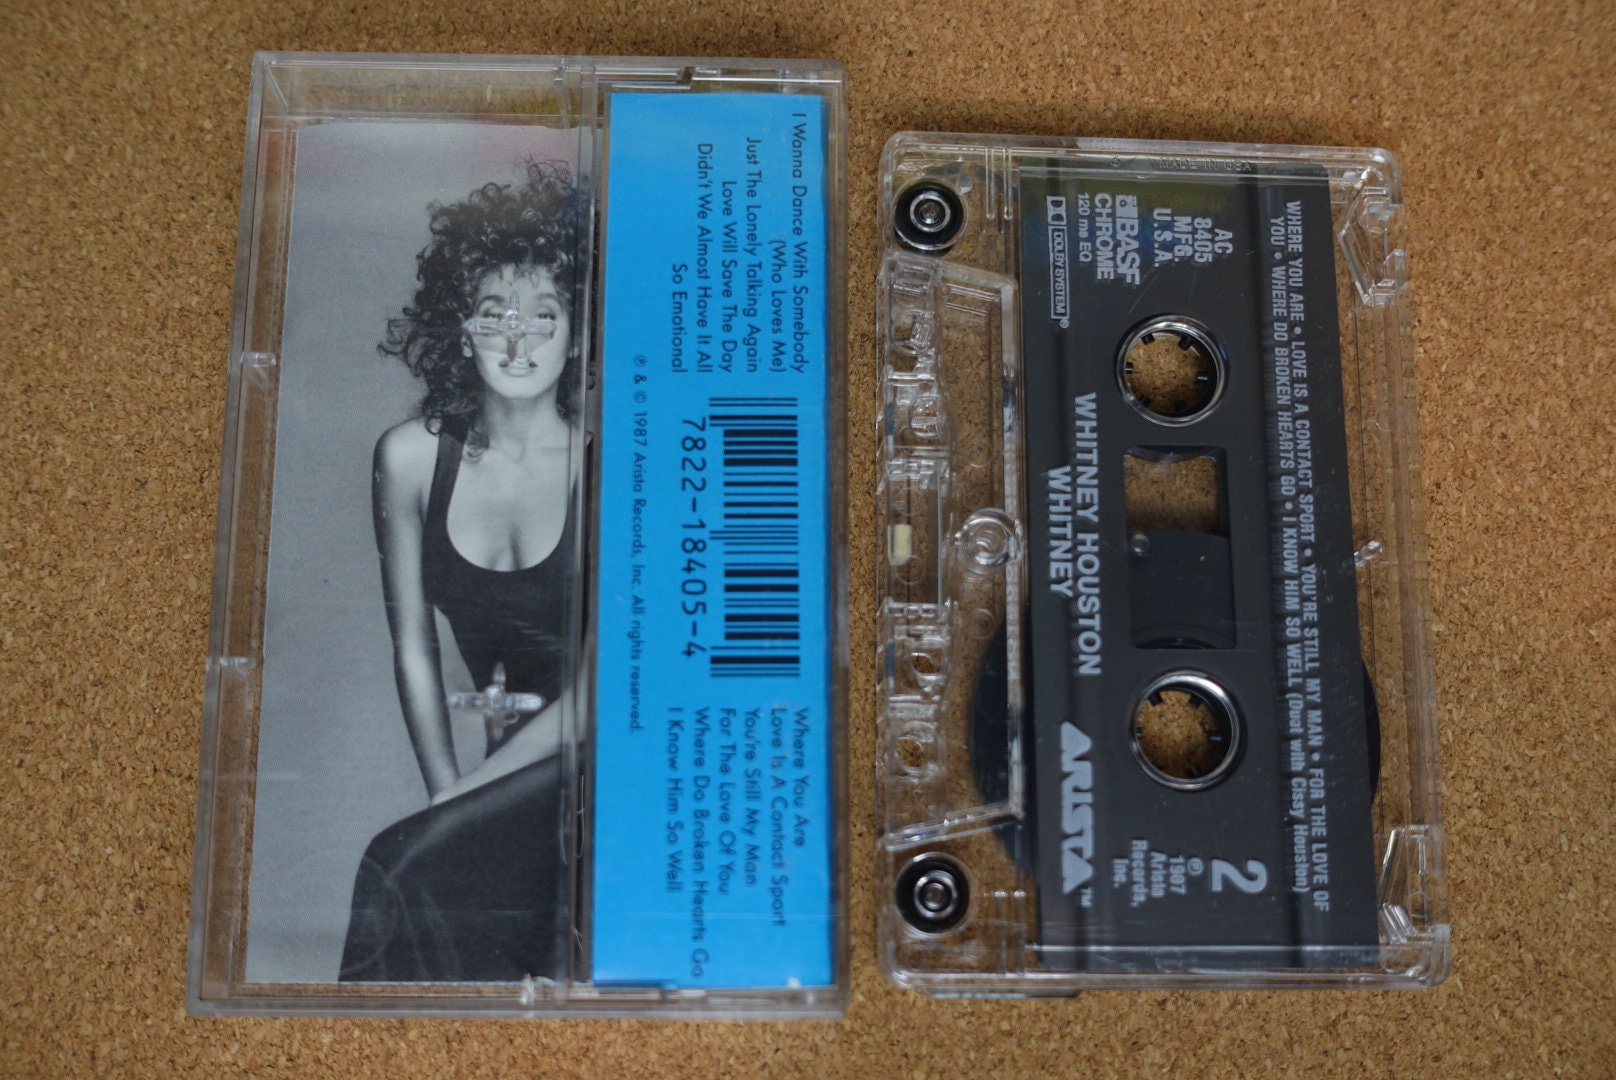 I Wanna Dance With Somebody
(Who Loves Me)
Just The Lonely Talking Again
Love Will Save The Day
Didn't We Almost Have It All
So Emotional
7822-18405-4
Where You Are
Love Is A Contact Sport
You're Still My Man
For The Love Of You
Where Do Broken Hearts Go
I Know Him So Well
℗ & © 1987 Arista Records, Inc. All rights reserved.
MADE IN USA
WHERE YOU ARE • LOVE IS A CONTACT SPORT • YOU'RE STILL MY MAN • FOR THE LOVE OF
YOU • WHERE DO BROKEN HEARTS GO • I KNOW HIM SO WELL (Duet with Cissy Houston)
AC
8405
MFG.
U.S.A.
BASF
CHROME
120 ms EQ
DOLBY SYSTEM®
2
℗
1987
Arista
Records,
Inc.
WHITNEY HOUSTON
WHITNEY
ARISTA™